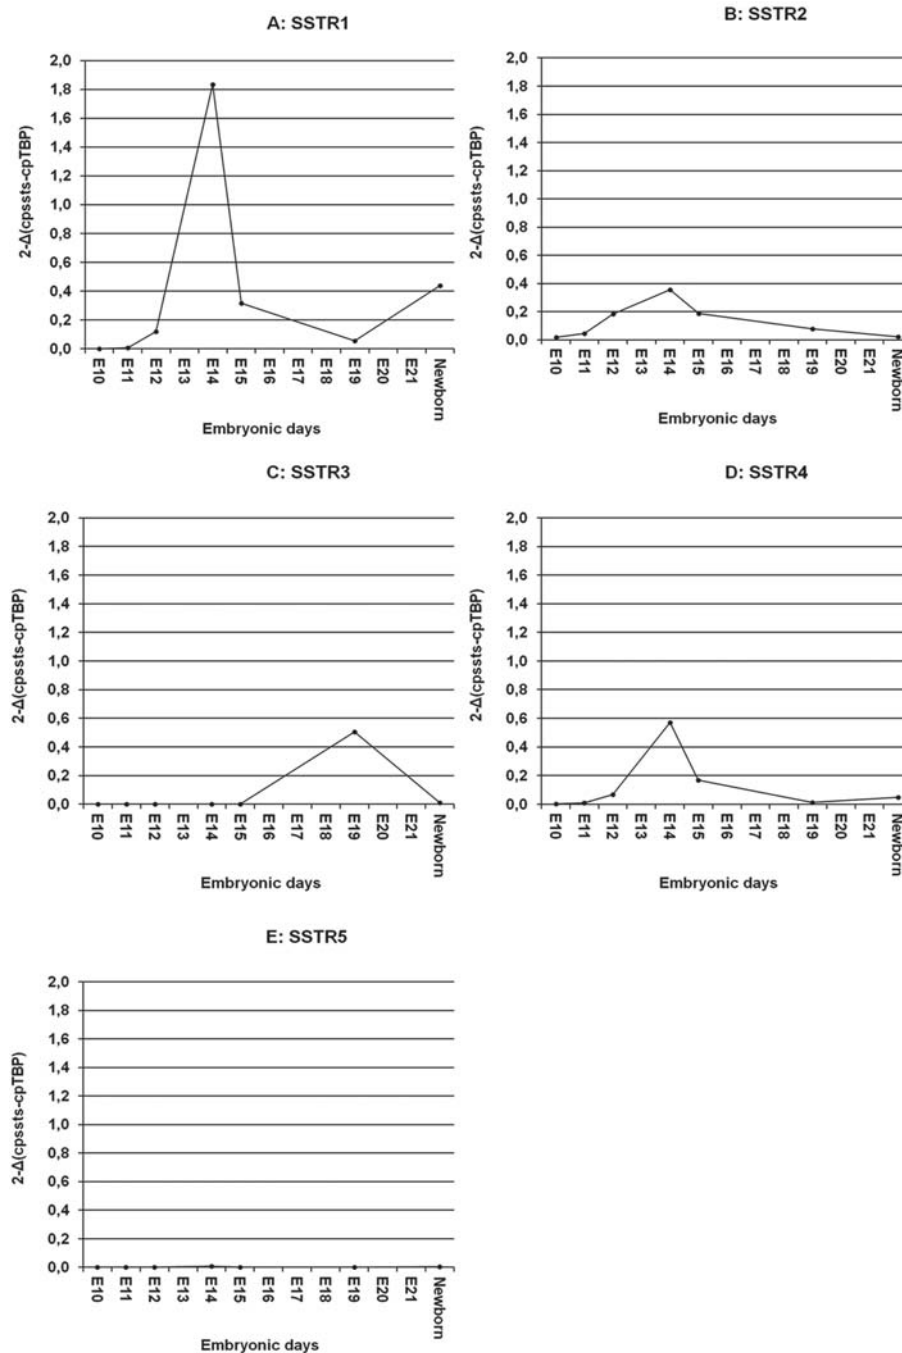 A: SSTR1
2-Δ(cpssts-cpTBP)
2,0
1,8
1,6
1,4
1,2
1,0
0,8
0,6
0,4
0,2
0,0
E10 E11 E12 E13 E14 E15 E17 E18 E19 E20 E21 Newborn
Embryonic days
B: SSTR2
2-Δ(cpssts-cpTBP)
2,0
1,8
1,6
1,4
1,2
1,0
0,8
0,6
0,4
0,2
0,0
E10 E11 E12 E13 E14 E15 E17 E18 E19 E20 E21 Newborn
Embryonic days
C: SSTR3
2-Δ(cpssts-cpTBP)
2,0
1,8
1,6
1,4
1,2
1,0
0,8
0,6
0,4
0,2
0,0
E10 E11 E12 E13 E14 E15 E17 E18 E19 E20 E21 Newborn
Embryonic days
D: SSTR4
2-Δ(cpssts-cpTBP)
2,0
1,8
1,6
1,4
1,2
1,0
0,8
0,6
0,4
0,2
0,0
E10 E11 E12 E13 E14 E15 E17 E18 E19 E20 E21 Newborn
Embryonic days
E: SSTR5
2-Δ(cpssts-cpTBP)
2,0
1,8
1,6
1,4
1,2
1,0
0,8
0,6
0,4
0,2
0,0
E10 E11 E12 E13 E14 E15 E17 E18 E19 E20 E21 Newborn
Embryonic days